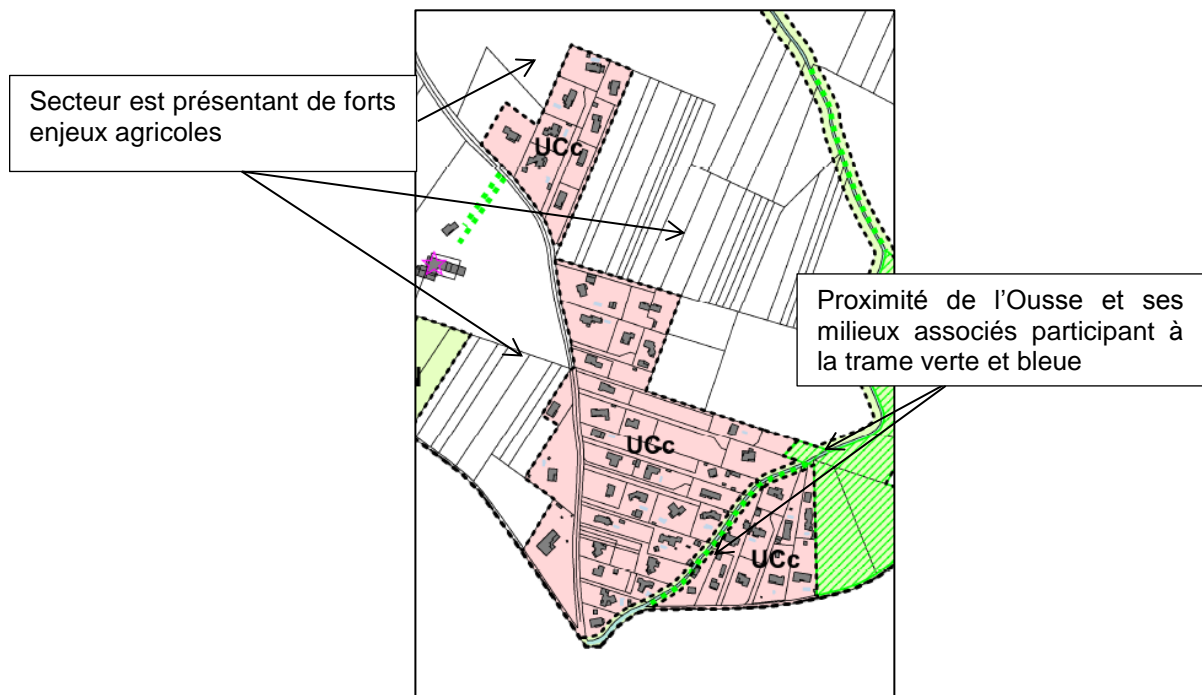 Secteur est présentant de forts
enjeux agricoles
UCc
Proximité de l'Ousse et ses
milieux associés participant à
la trame verte et bleue
UCc
UCc